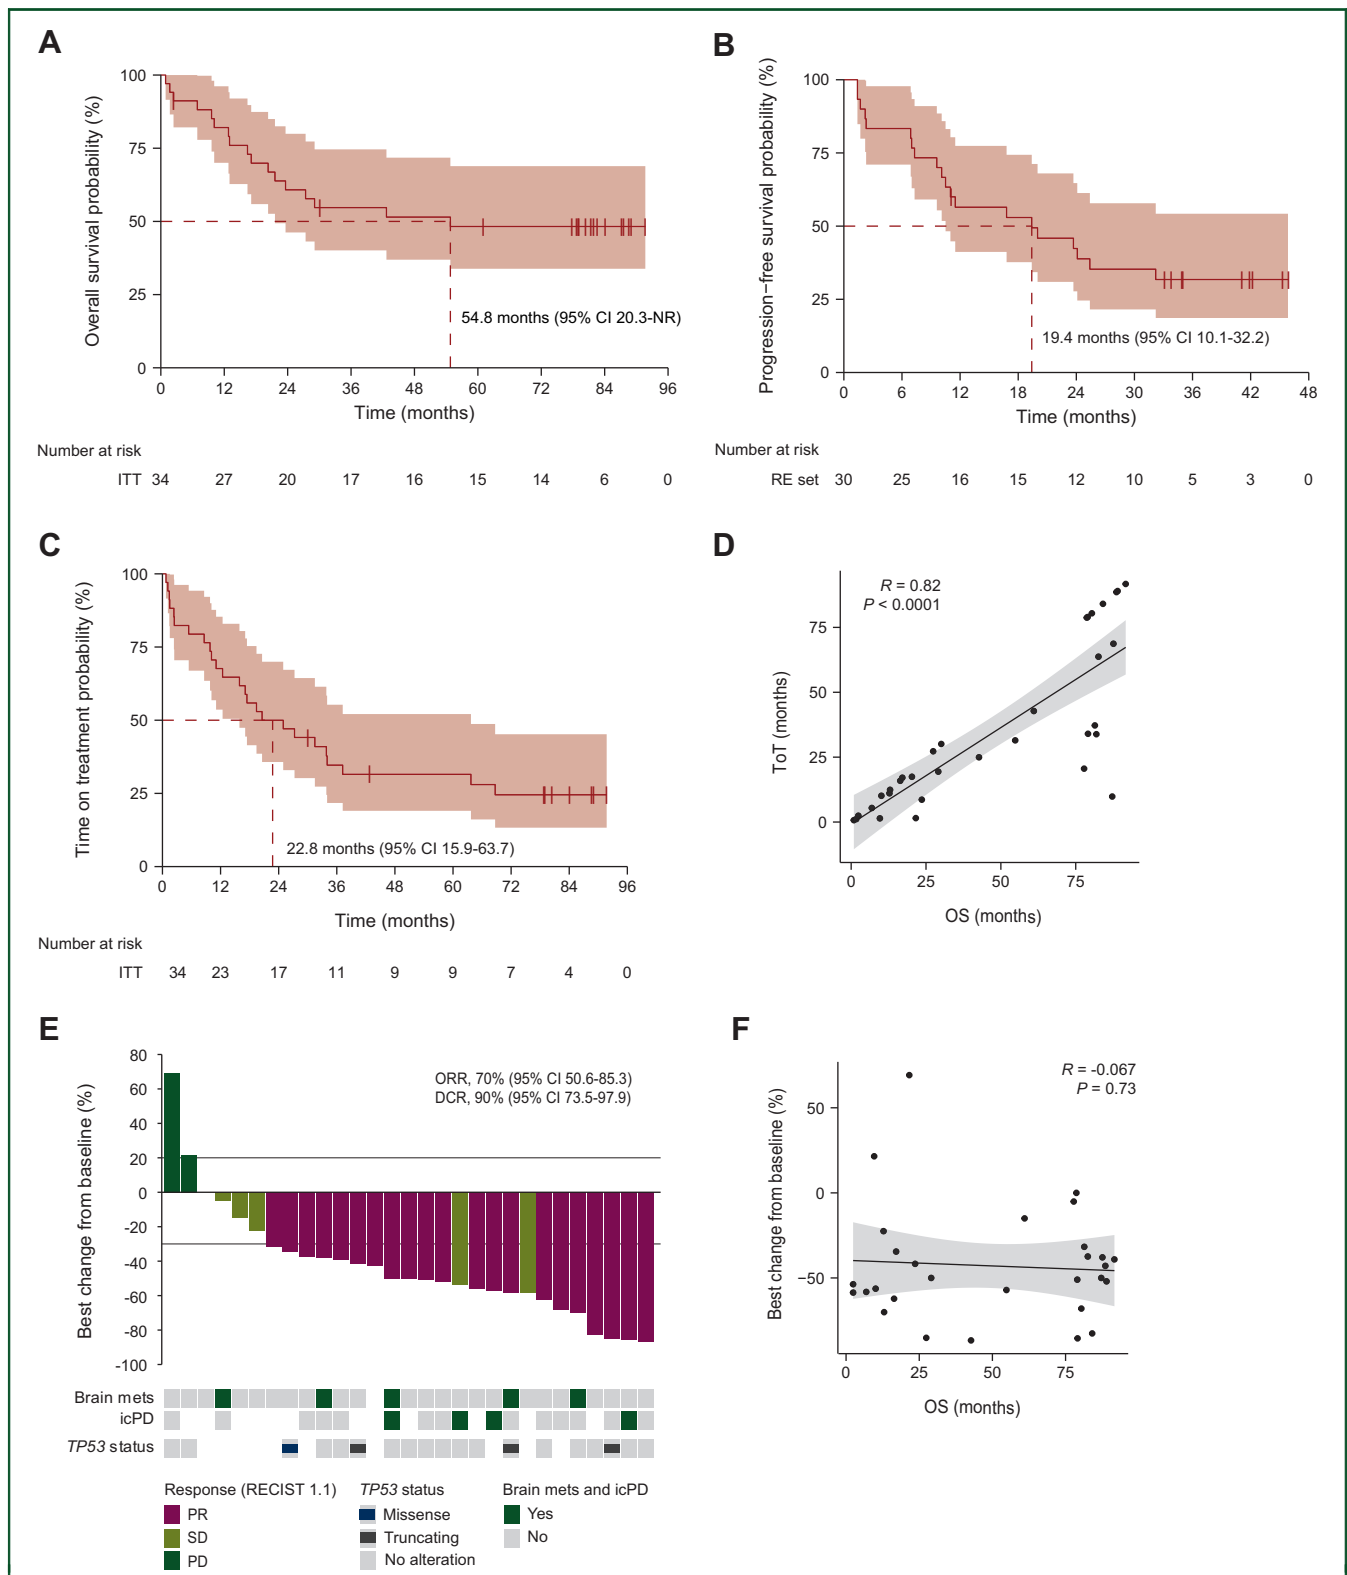 A
Overall survival probability (%)
100
75
50
25
0
54.8 months (95% CI 20.3-NR)
0 12 24 36 48 60 72 84 96
Time (months)
Number at risk
ITT 34 27 20 17 16 15 14 6 0
B
Progression−free survival probability (%)
100
75
50
25
0
19.4 months (95% CI 10.1-32.2)
0 6 12 18 24 30 36 42 48
Time (months)
Number at risk
RE set 30 25 16 15 12 10 5 3 0
C
Time on treatment probability (%)
100
75
50
25
0
22.8 months (95% CI 15.9-63.7)
0 12 24 36 48 60 72 84 96
Time (months)
Number at risk
ITT 34 23 17 11 9 9 7 4 0
D
R = 0.82
P < 0.0001
ToT (months)
75
50
25
0
0 25 50 75
OS (months)
E
Best change from baseline (%)
80
60
40
20
0
-20
-40
-60
-80
-100
ORR, 70% (95% CI 50.6-85.3)
DCR, 90% (95% CI 73.5-97.9)
Brain mets
icPD
TP53 status
Response (RECIST 1.1)
PR
SD
PD
TP53 status
Missense
Truncating
No alteration
Brain mets and icPD
Yes
No
F
R = -0.067
P = 0.73
Best change from baseline (%)
50
0
−50
0 25 50 75
OS (months)